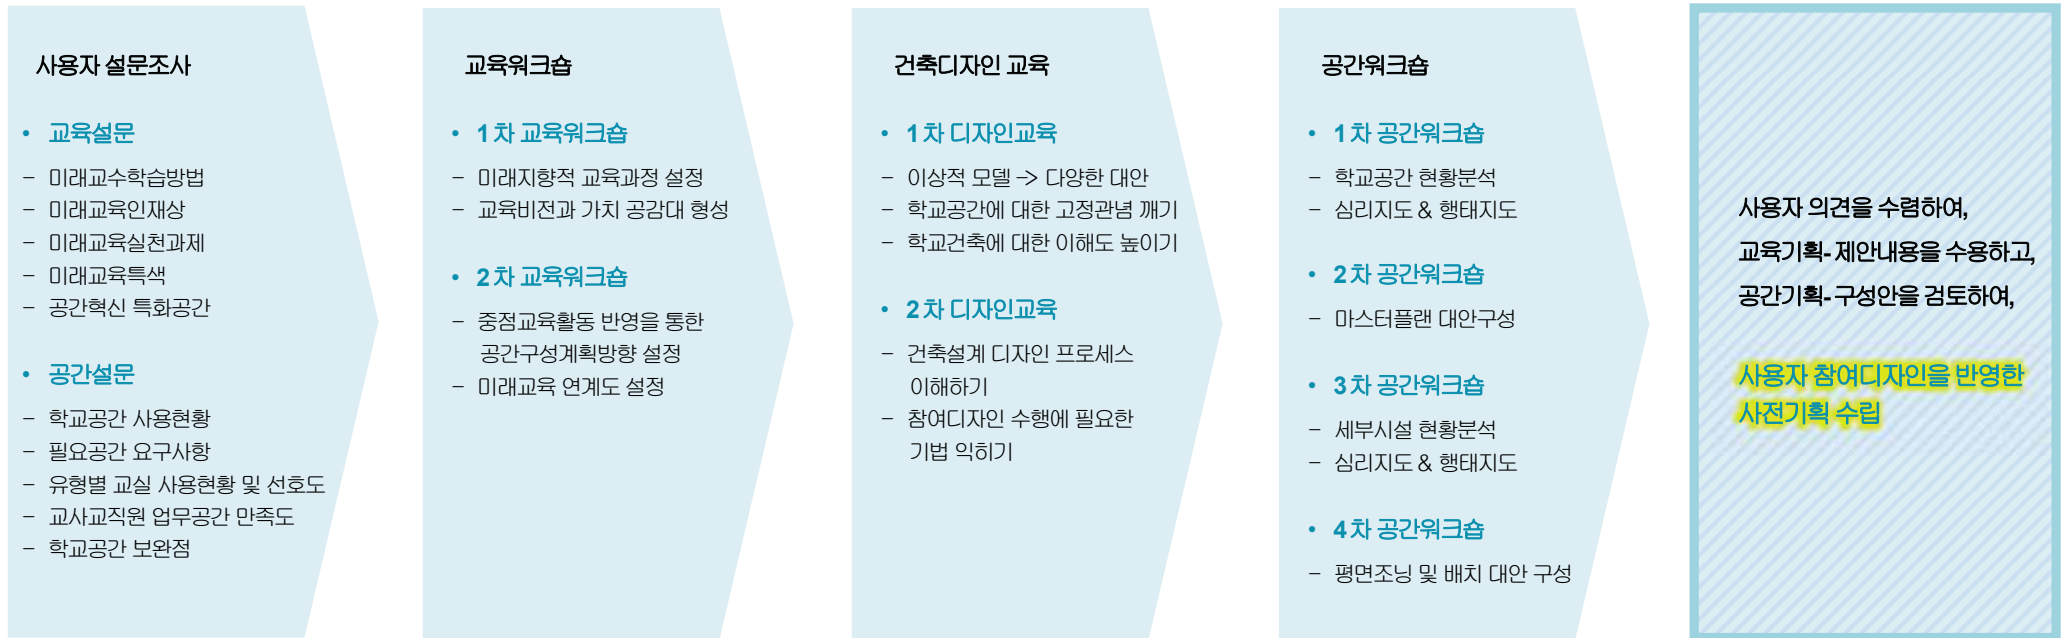 사용자 설문조사
• 교육설문
– 미래교수학습방법
– 미래교육인재상
– 미래교육실천과제
– 미래교육특색
– 공간혁신 특화공간
• 공간설문
– 학교공간 사용현황
– 필요공간 요구사항
– 유형별 교실 사용현황 및 선호도
– 교사교직원 업무공간 만족도
– 학교공간 보완점
교육워크숍
• 1차 교육워크숍
– 미래지향적 교육과정 설정
– 교육비전과 가치 공감대 형성
• 2차 교육워크숍
– 중점교육활동 반영을 통한
공간구성계획방향 설정
– 미래교육 연계도 설정
건축디자인 교육
• 1차 디자인교육
– 이상적 모델 -> 다양한 대안
– 학교공간에 대한 고정관념 깨기
– 학교건축에 대한 이해도 높이기
• 2차 디자인교육
– 건축설계 디자인 프로세스
이해하기
– 참여디자인 수행에 필요한
기법 익히기
공간워크숍
• 1차 공간워크숍
– 학교공간 현황분석
– 심리지도 & 행태지도
• 2차 공간워크숍
– 마스터플랜 대안구성
• 3차 공간워크숍
– 세부시설 현황분석
– 심리지도 & 행태지도
• 4차 공간워크숍
– 평면조닝 및 배치 대안 구성
사용자 의견을 수렴하여,
교육기획- 제안내용을 수용하고,
공간기획- 구성안을 검토하여,
사용자 참여디자인을 반영한
사전기획 수립